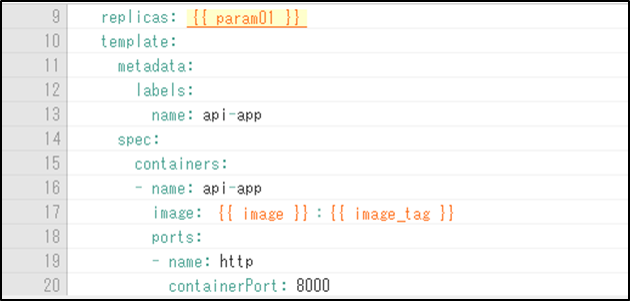 9 replicas: {{ param01 }}
10 template:
11 metadata:
12 labels:
13 name: api-app
14 spec:
15 containers:
16 - name: api-app
17 image: {{ image }}:{{ image_tag }}
18 ports:
19 - name: http
20 containerPort: 8000